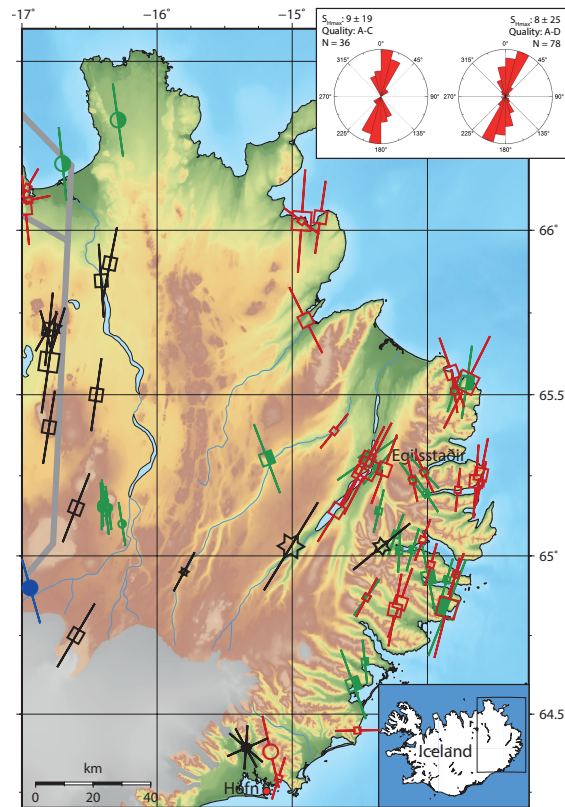 -17° -16° -15°
S_Hmax: 9 ± 19
Quality: A-C
N = 36
S_Hmax: 8 ± 25
Quality: A-D
N = 78
0°
315° 45°
270° 90°
225° 135°
180°
0°
315° 45°
270° 90°
225° 135°
180°
66°
65.5°
Egilsstaðir
65°
64.5°
Iceland
km
Höfn
0 20 40